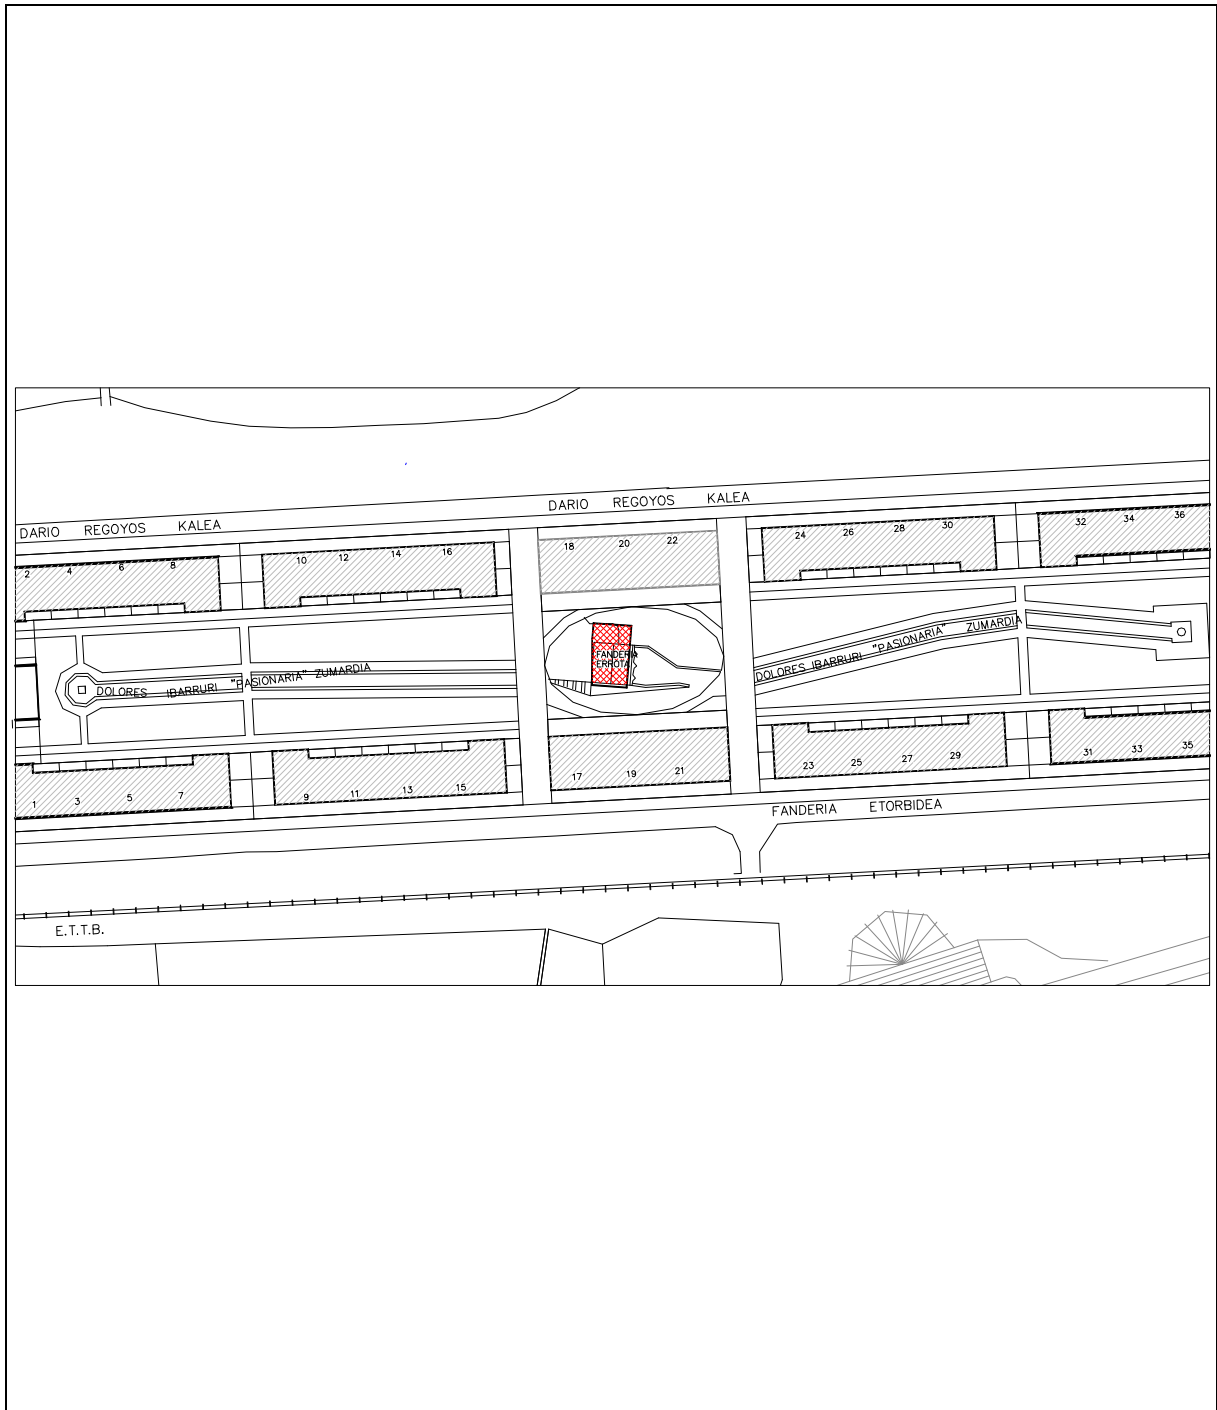 DARIO REGOYOS KALEA
DARIO REGOYOS KALEA
2 4 6 8
10 12 14 16
18 20 22
24 26 28 30
32 34 36
FANDERIA
ERROTA
DOLORES IBARRURI "PASIONARIA" ZUMARDIA
DOLORES IBARRURI "PASIONARIA" ZUMARDIA
1 3 5 7
9 11 13 15
17 19 21
23 25 27 29
31 33 35
FANDERIA ETORBIDEA
E.T.T.B.